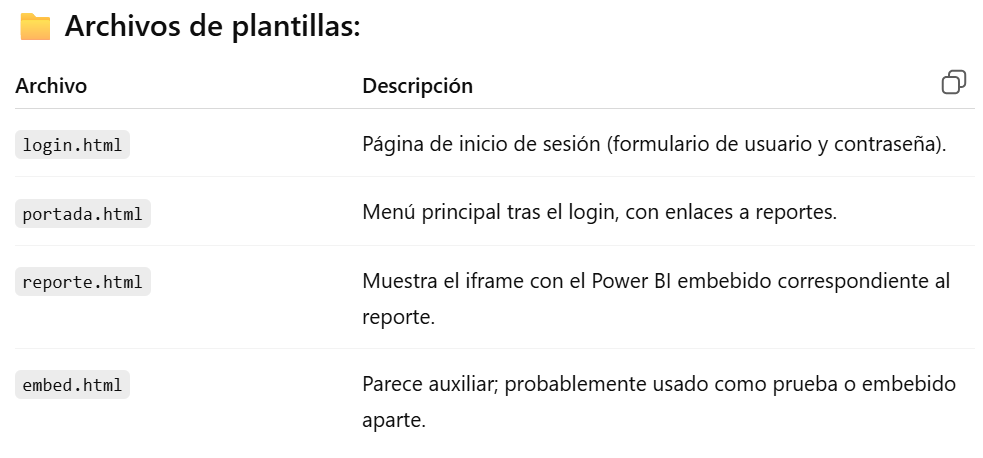 Archivos de plantillas:
Archivo Descripción
login.html Página de inicio de sesión (formulario de usuario y contraseña).
portada.html Menú principal tras el login, con enlaces a reportes.
reporte.html Muestra el iframe con el Power BI embebido correspondiente al
reporte.
embed.html Parece auxiliar; probablemente usado como prueba o embebido
aparte.